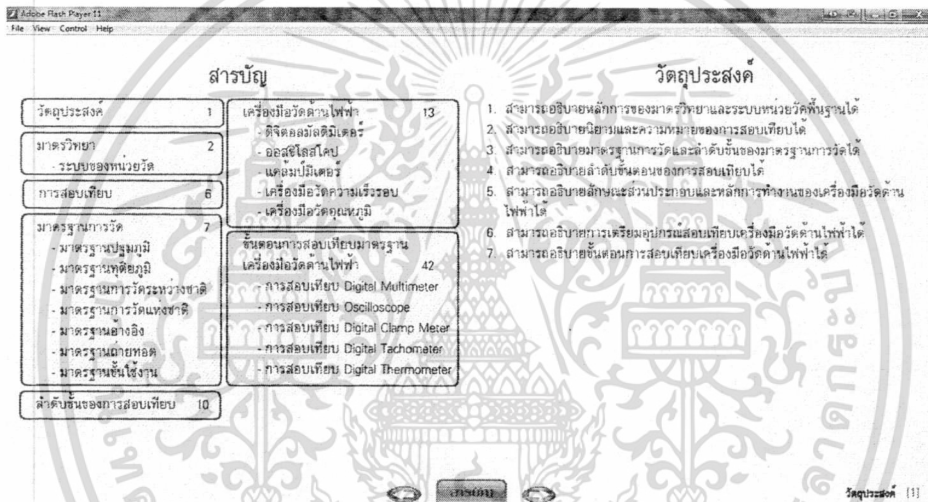 Adobe Flash Player 11
File View Control Help
สารบัญ
วัตถุประสงค์ 1
มาตรวิทยา 2
- ระบบของหน่วยวัด
การสอบเทียบ 6
มาตรฐานการวัด 7
- มาตรฐานปฐมภูมิ
- มาตรฐานทุติยภูมิ
- มาตรฐานการวัดระหว่างชาติ
- มาตรฐานการวัดแห่งชาติ
- มาตรฐานอ้างอิง
- มาตรฐานถ่ายทอด
- มาตรฐานขั้นใช้งาน
ลำดับชั้นของการสอบเทียบ 10
เครื่องมือวัดด้านไฟฟ้า 13
- ดิจิตอลมัลติมิเตอร์
- ออสซิลโลสโคป
- แคล้มป์มิเตอร์
- เครื่องมือวัดความเร็วรอบ
- เครื่องมือวัดอุณหภูมิ
ขั้นตอนการสอบเทียบมาตรฐาน
เครื่องมือวัดด้านไฟฟ้า 42
- การสอบเทียบ Digital Multimeter
- การสอบเทียบ Oscilloscope
- การสอบเทียบ Digital Clamp Meter
- การสอบเทียบ Digital Tachometer
- การสอบเทียบ Digital Thermometer
วัตถุประสงค์
1. สามารถอธิบายหลักการของมาตรวิทยาและระบบหน่วยวัดพื้นฐานได้
2. สามารถอธิบายนิยามและความหมายของการสอบเทียบได้
3. สามารถอธิบายมาตรฐานการวัดและลำดับชั้นของมาตรฐานการวัดได้
4. สามารถอธิบายลำดับขั้นตอนของการสอบเทียบได้
5. สามารถอธิบายลักษณะส่วนประกอบและหลักการทำงานของเครื่องมือวัดด้าน
ไฟฟ้าได้
6. สามารถอธิบายการเตรียมอุปกรณ์สอบเทียบเครื่องมือวัดด้านไฟฟ้าได้
7. สามารถอธิบายขั้นตอนการสอบเทียบเครื่องมือวัดด้านไฟฟ้าได้
สารบัญ
วัตถุประสงค์ [1]